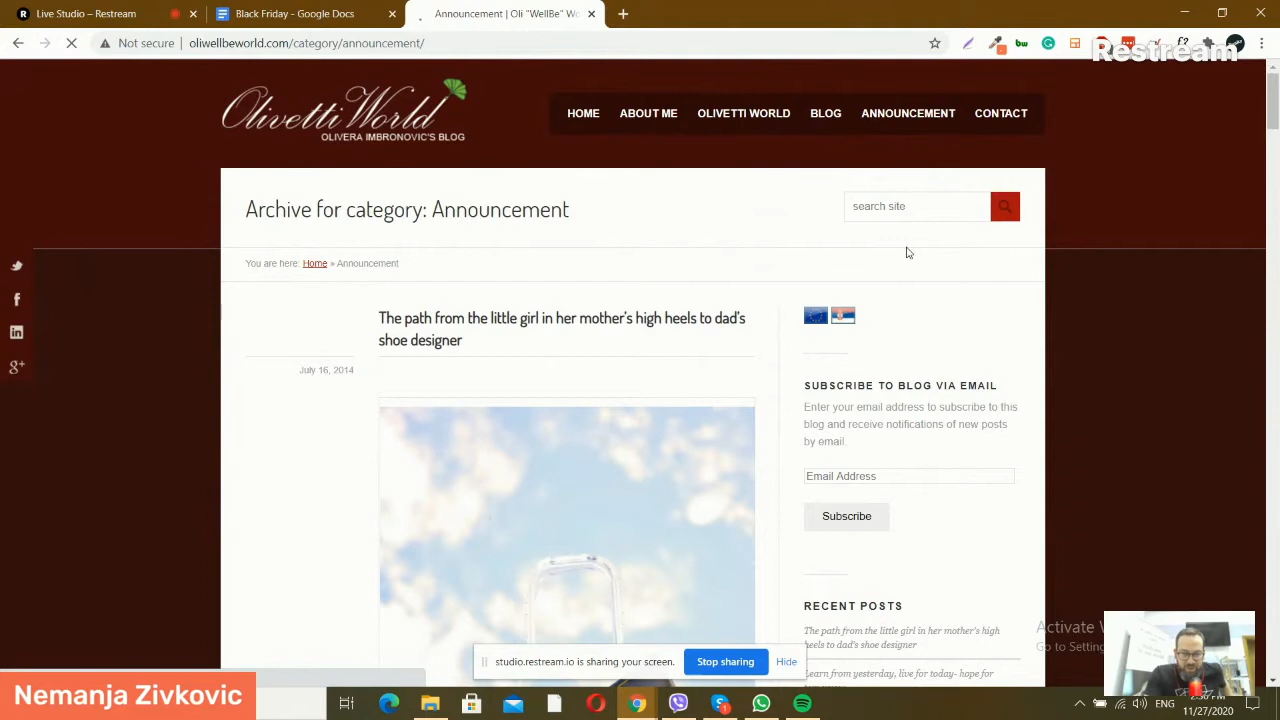 Live Studio – Restream
Black Friday - Google Docs
Announcement | Oli "WellBe" Wo
Not secure | oliwellbeworld.com/category/announcement/
Restream
OlivettiWorld
OLIVERA IMBRONOVIC'S BLOG
HOME ABOUT ME OLIVETTI WORLD BLOG ANNOUNCEMENT CONTACT
Archive for category: Announcement
search site
You are here: Home » Announcement
The path from the little girl in her mother's high heels to dad's
shoe designer
July 16, 2014
SUBSCRIBE TO BLOG VIA EMAIL
Enter your email address to subscribe to this
blog and receive notifications of new posts
by email.
Email Address
Subscribe
RECENT POSTS
The path from the little girl in her mother's high
heels to dad's shoe designer
Learn from yesterday, live for today- hope for
Activate W
Go to Setting
studio.restream.io is sharing your screen.
Stop sharing
Hide
Nemanja Zivkovic
ENG
11/27/2020